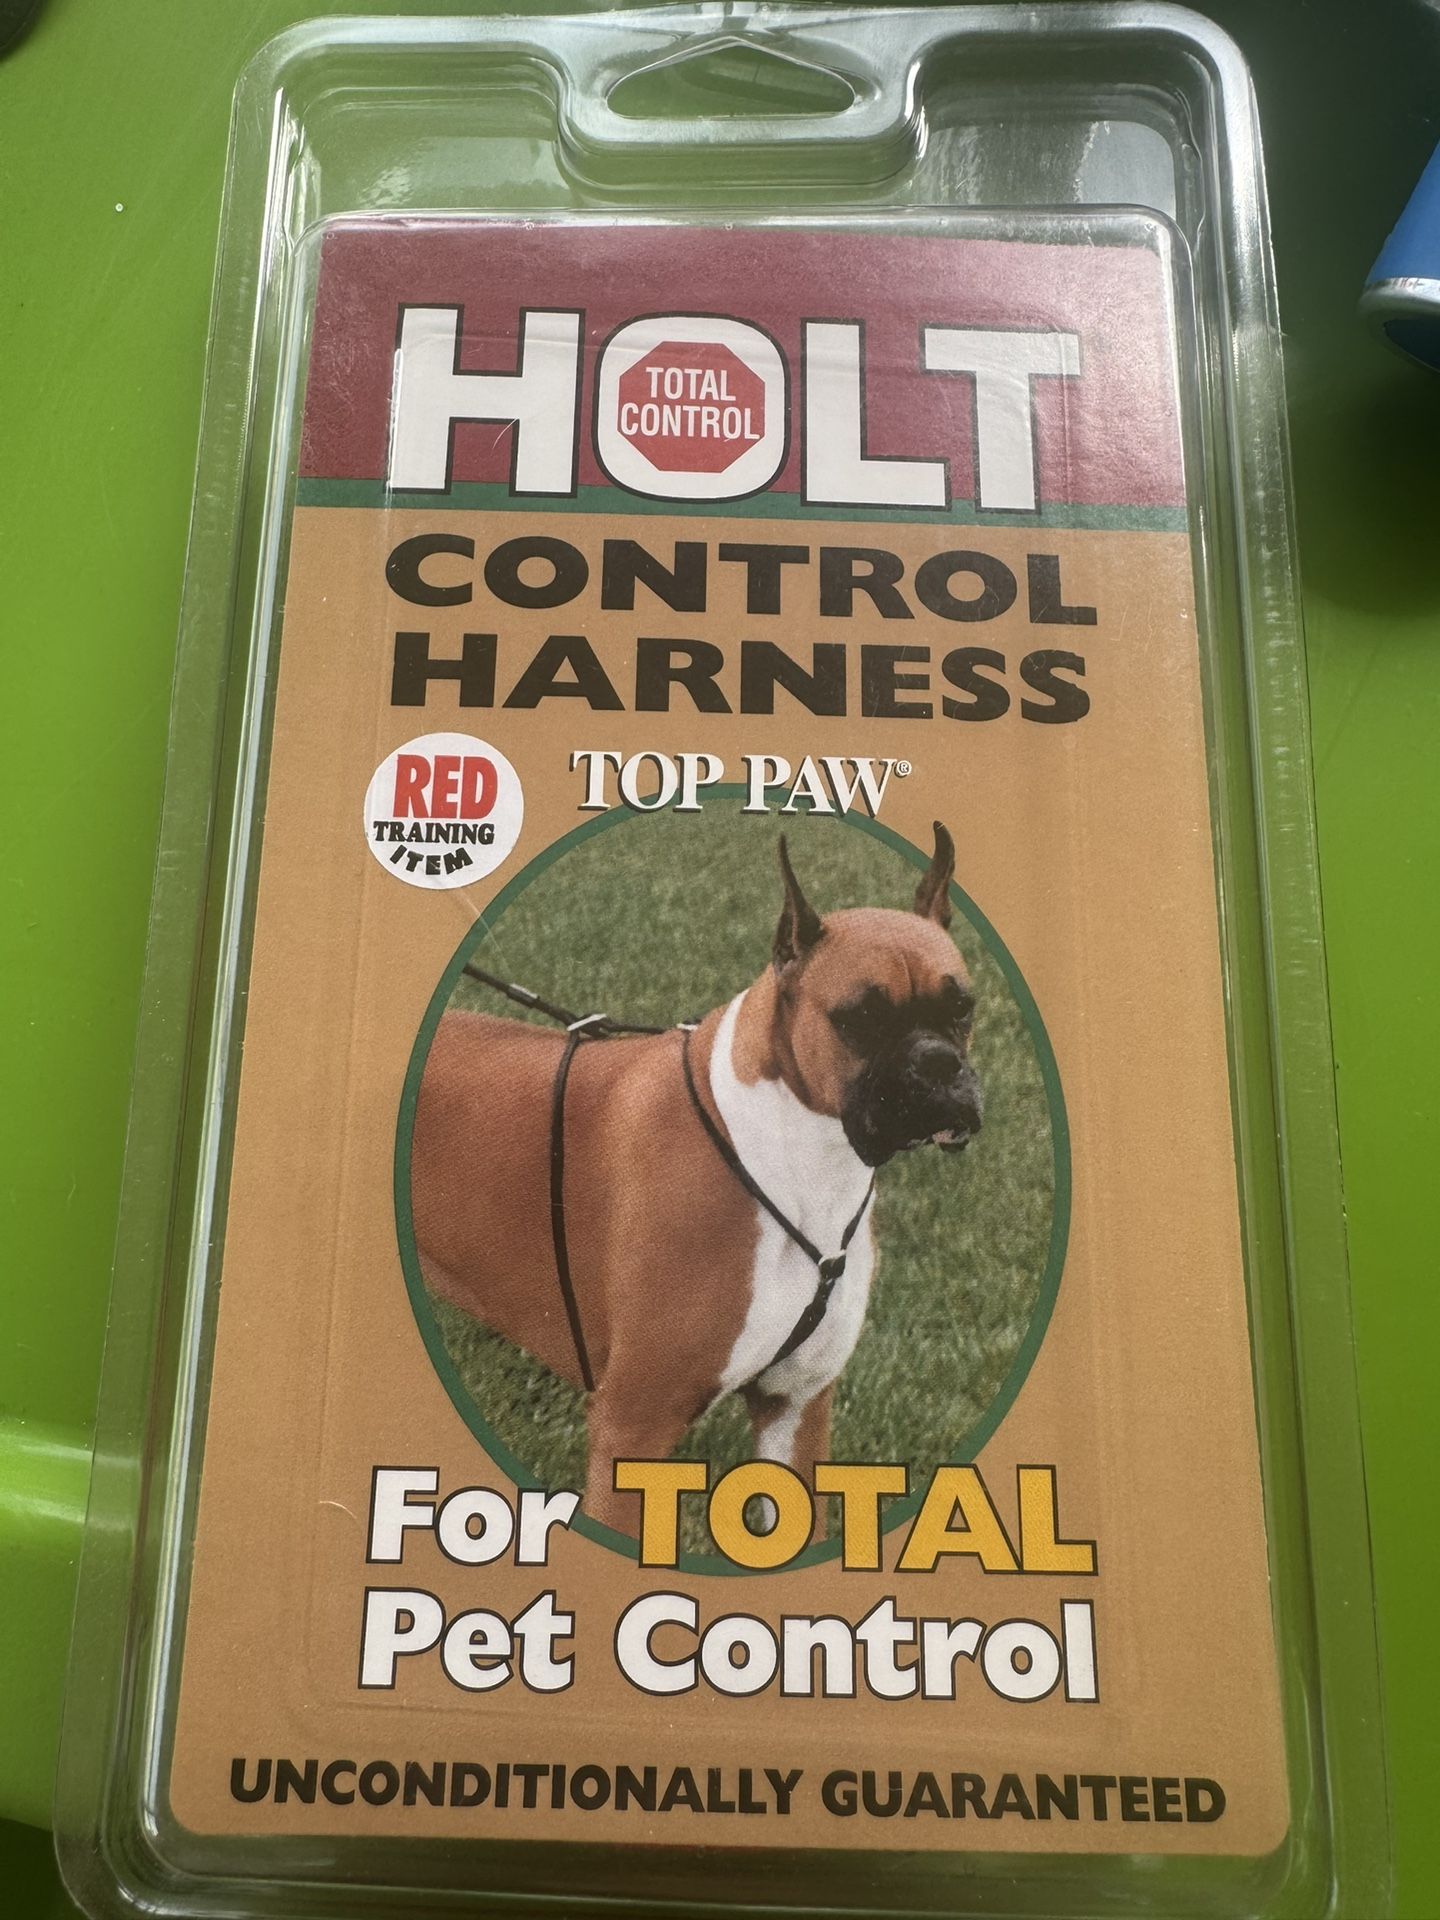 HOLT
TOTAL
CONTROL
CONTROL
HARNESS
RED
TRAINING
ITEM
TOP PAW®
For TOTAL
Pet Control
UNCONDITIONALLY GUARANTEED